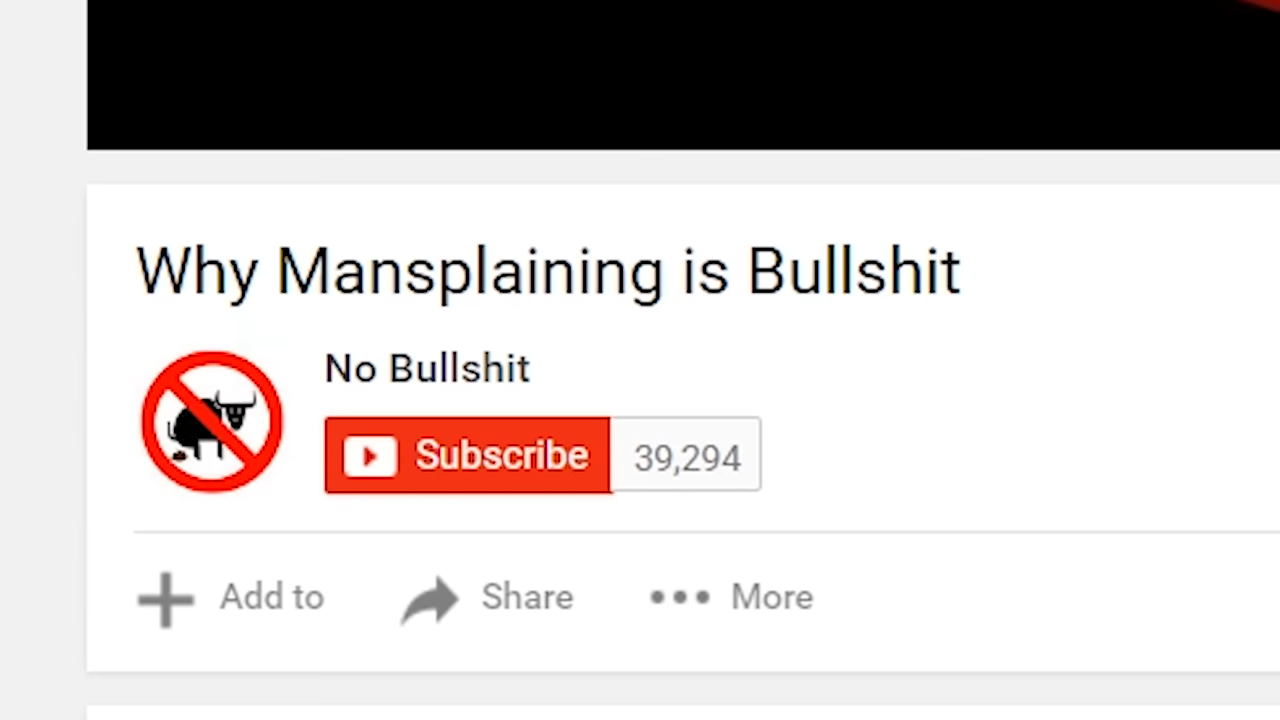 Why Mansplaining is Bullshit
No Bullshit
Subscribe 39,294
Add to Share More